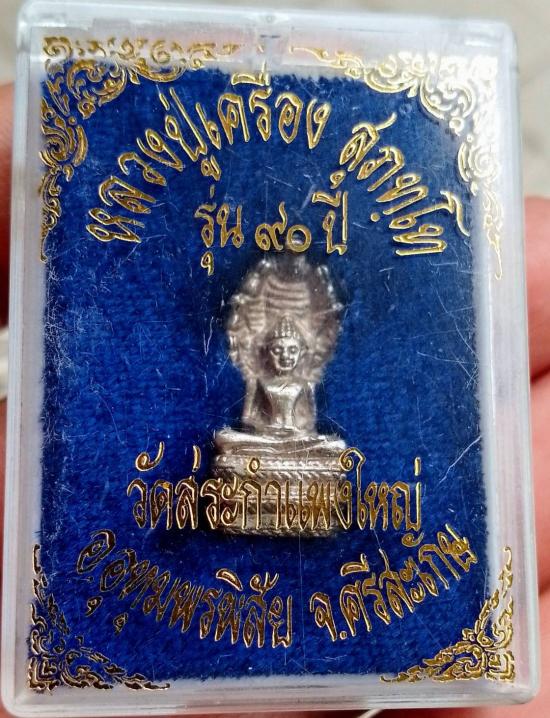 หลวงปู่เครื่อง สุภทฺโท
รุ่น ๙๐ ปี
วัดสระกำแพงใหญ่
อ.อุทุมพรพิสัย จ.ศรีสะเกษ